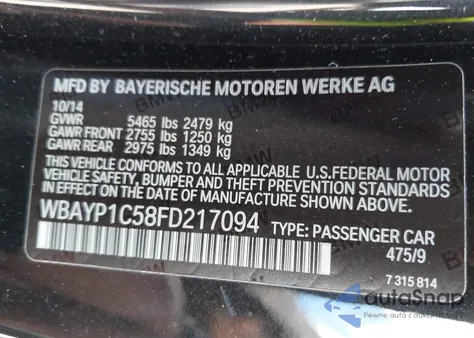 MFD BY BAYERISCHE MOTOREN WERKE AG
10/14
GVWR 5465 lbs 2479 kg
GAWR FRONT 2755 lbs 1250 kg
GAWR REAR 2975 lbs 1349 kg
THIS VEHICLE CONFORMS TO ALL APPLICABLE U.S.FEDERAL MOTOR
VEHICLE SAFETY, BUMPER AND THEFT PREVENTION STANDARDS IN
EFFECT ON THE DATE OF MANUFACTURE SHOWN ABOVE.
WBAYP1C58FD217094 TYPE: PASSENGER CAR
475/9
7 315 814
autoSnap
Pewne auta z dukcji